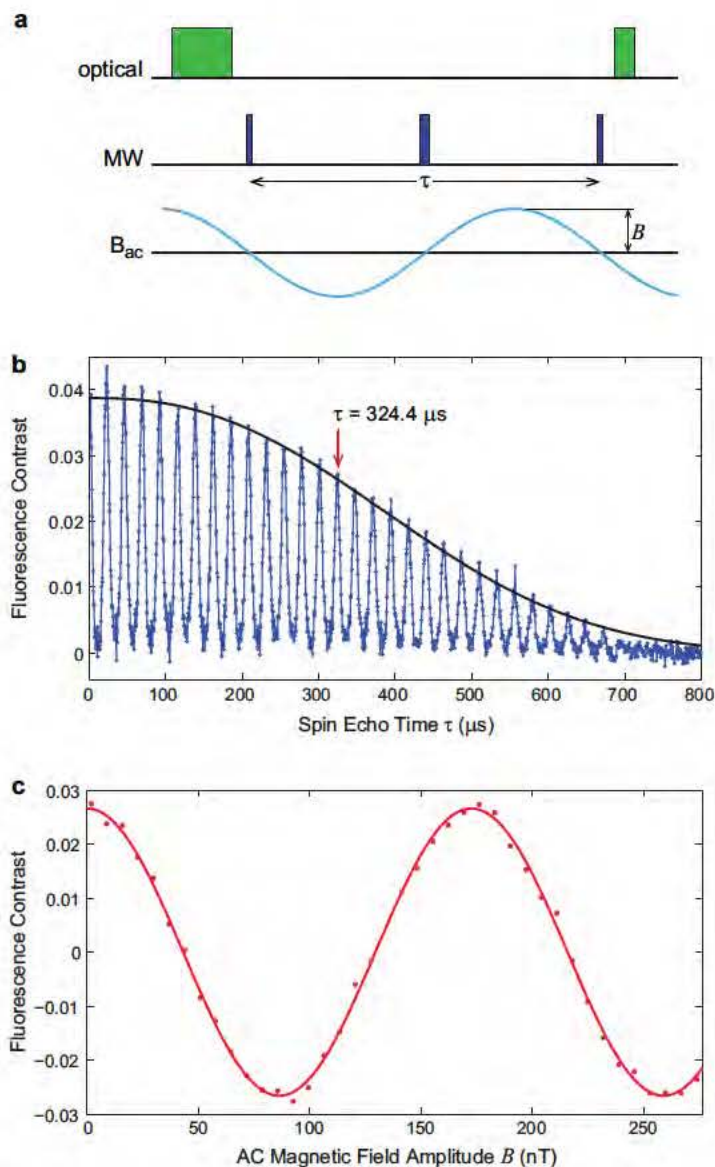 a
optical
MW
τ
B
Bac
b
0.04
0.03
0.02
0.01
0
τ = 324.4 μs
Fluorescence Contrast
0 100 200 300 400 500 600 700 800
Spin Echo Time τ (μs)
c
0.03
0.02
0.01
0
−0.01
−0.02
−0.03
Fluorescence Contrast
0 50 100 150 200 250
AC Magnetic Field Amplitude B (nT)